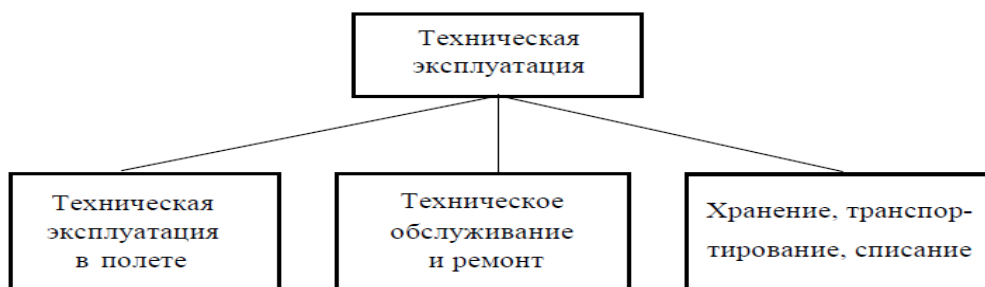 Техническая
эксплуатация
Техническая
эксплуатация
в полете
Техническое
обслуживание
и ремонт
Хранение, транспор-
тирование, списание